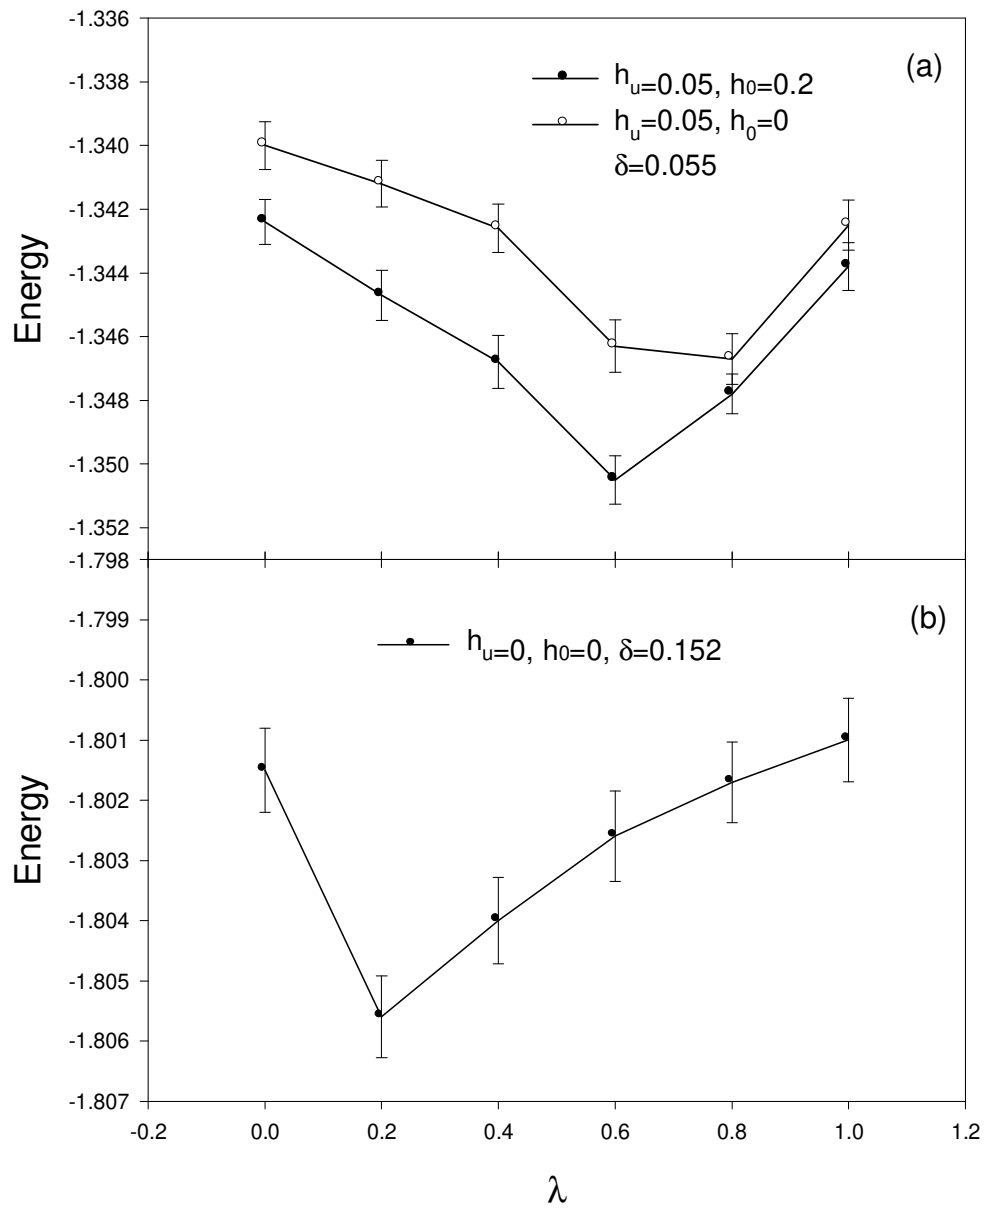 -1.336
-1.338
-1.340
-1.342
-1.344
-1.346
-1.348
-1.350
-1.352
Energy
(a)
hu=0.05, h0=0.2
hu=0.05, h0=0
δ=0.055
-1.798
-1.799
-1.800
-1.801
-1.802
-1.803
-1.804
-1.805
-1.806
-1.807
Energy
(b)
hu=0, h0=0, δ=0.152
-0.2 0.0 0.2 0.4 0.6 0.8 1.0 1.2
λ